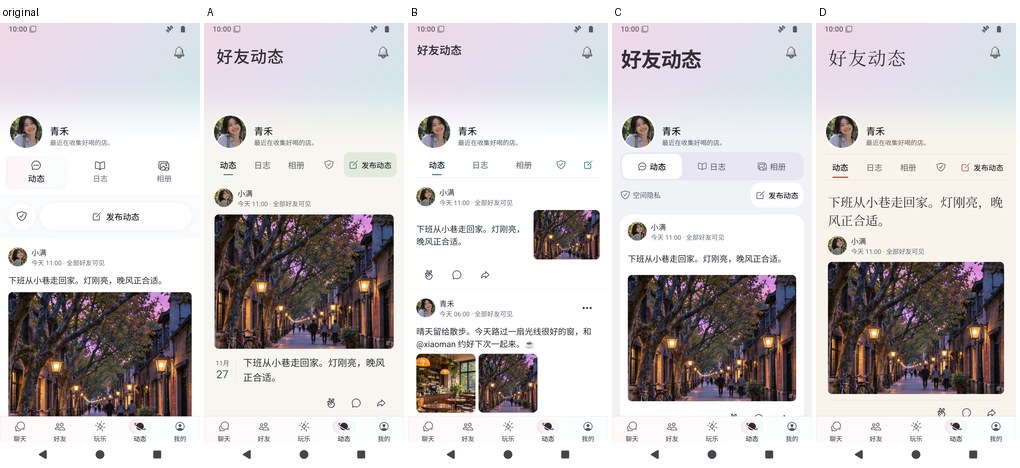 original
10:00
青禾
最近在收集好喝的店。
动态
日志
相册
发布动态
小满
今天 11:00 · 全部好友可见
下班从小巷走回家。灯刚亮，晚风正合适。
聊天
好友
玩乐
动态
我的
A
10:00
好友动态
青禾
最近在收集好喝的店。
动态
日志
相册
发布动态
小满
今天 11:00 · 全部好友可见
11月
27
下班从小巷走回家。灯刚亮，晚风
正合适。
聊天
好友
玩乐
动态
我的
B
10:00
好友动态
青禾
最近在收集好喝的店。
动态
日志
相册
小满
今天 11:00 · 全部好友可见
下班从小巷走回家。灯刚亮，
晚风正合适。
青禾
今天 06:00 · 全部好友可见
晴天留给散步。今天路过一扇光线很好的窗，和
@xiaoman 约好下次一起来。☕
聊天
好友
玩乐
动态
我的
C
10:00
好友动态
青禾
最近在收集好喝的店。
动态
日志
相册
空间隐私
发布动态
小满
今天 11:00 · 全部好友可见
下班从小巷走回家。灯刚亮，晚风正合适。
聊天
好友
玩乐
动态
我的
D
10:00
好友动态
青禾
最近在收集好喝的店。
动态
日志
相册
发布动态
下班从小巷走回家。灯刚亮，晚
风正合适。
小满
今天 11:00 · 全部好友可见
聊天
好友
玩乐
动态
我的